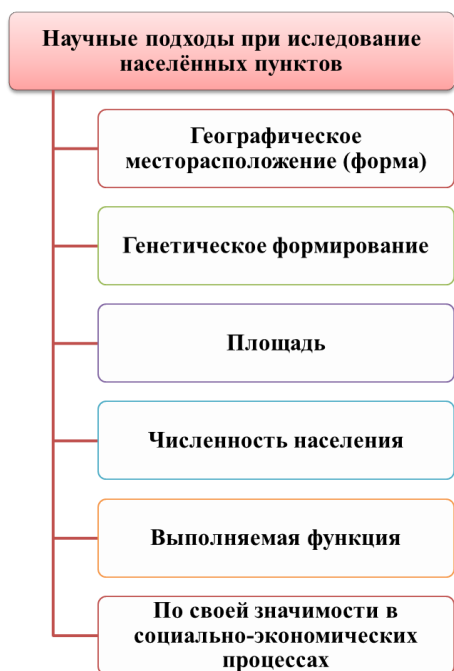 Научные подходы при иследование
населённых пунктов
Географическое
месторасположение (форма)
Генетическое формирование
Площадь
Численность населения
Выполняемая функция
По своей значимости в
социально-экономических
процессах